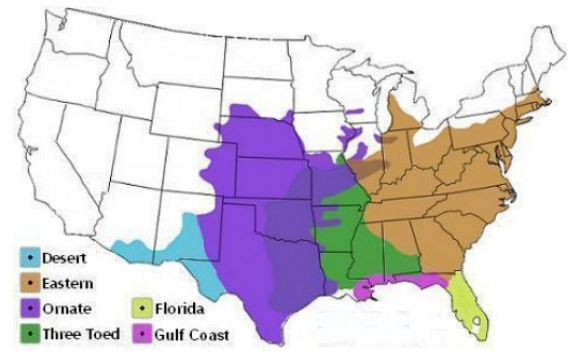 Desert
Eastern
Ornate
Florida
Three Toed
Gulf Coast